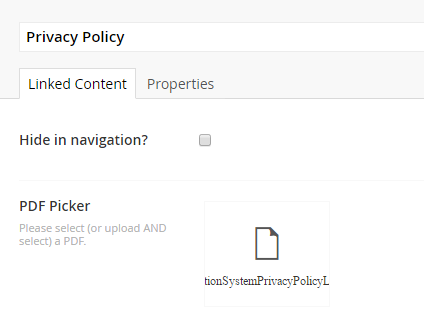 Privacy Policy
Linked Content Properties
Hide in navigation?
PDF Picker
Please select (or upload AND
select) a PDF.
tionSystemPrivacyPolicyL